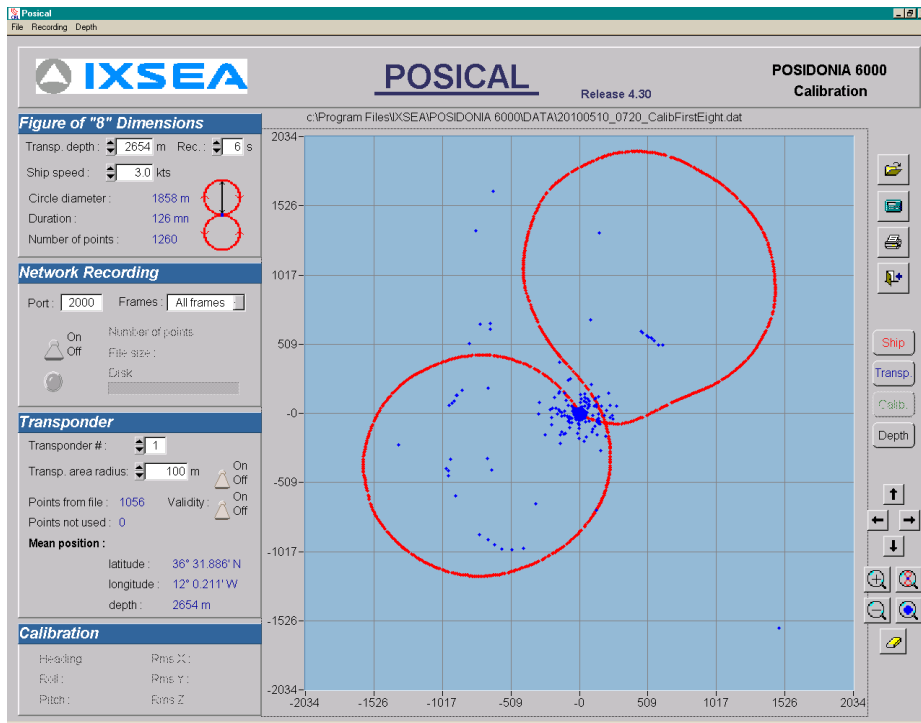 Posical
File Recording Depth
IXSEA
POSICAL
Release 4.30
POSIDONIA 6000
Calibration
Figure of "8" Dimensions
Transp. depth : 2654 m Rec. : 6 s
Ship speed : 3.0 kts
Circle diameter : 1858 m
Duration : 126 mn
Number of points : 1260
Network Recording
Port : 2000 Frames : All frames
On
Off
Number of points
File size :
Disk
Transponder
Transponder # : 1
Transp. area radius: 100 m
On
Off
Points from file : 1056 Validity :
On
Off
Points not used : 0
Mean position :
latitude : 36° 31.886' N
longitude : 12° 0.211' W
depth : 2654 m
Calibration
Heading Rms X :
Roll : Rms Y :
Pitch : Rms Z
c:\Program Files\IXSEA\POSIDONIA 6000\DATA\20100510_0720_CalibFirstEight.dat
2034
1526
1017
509
-0
-509
-1017
-1526
-2034
-2034 -1526 -1017 -509 -0 509 1017 1526 2034
Ship
Transp.
Calib.
Depth